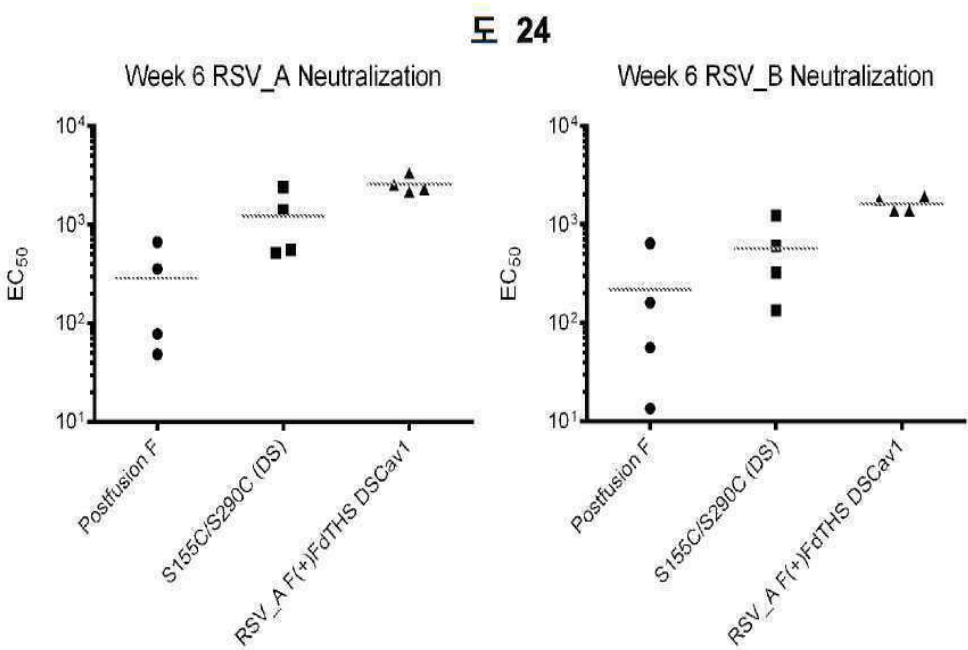 도 24
Week 6 RSV_A Neutralization
EC50
10⁴
10³
10²
10¹
Postfusion F
S155C/S290C (DS)
RSV_A F(+)FdTHS DSCav1
Week 6 RSV_B Neutralization
EC50
10⁴
10³
10²
10¹
Postfusion F
S155C/S290C (DS)
RSV_A F(+)FdTHS DSCav1